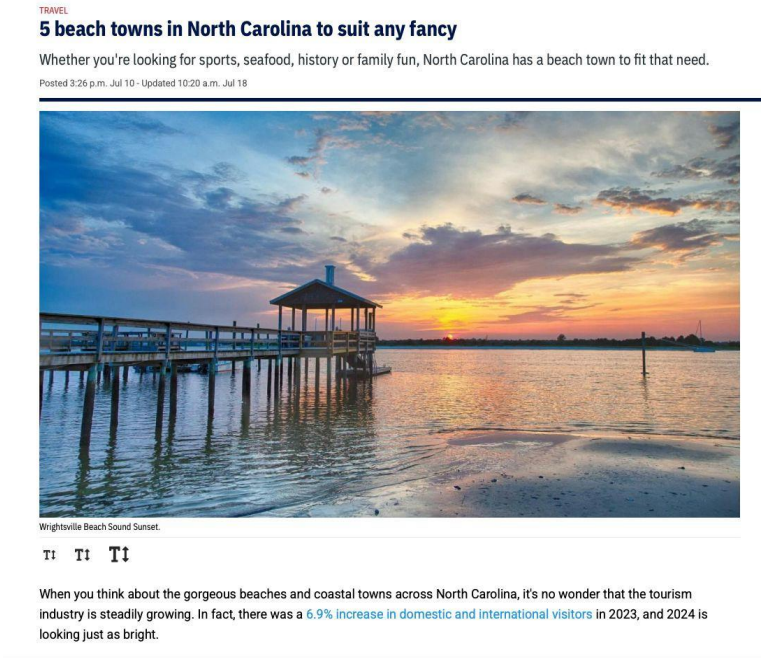 TRAVEL
5 beach towns in North Carolina to suit any fancy
Whether you're looking for sports, seafood, history or family fun, North Carolina has a beach town to fit that need.
Posted 3:26 p.m. Jul 10 - Updated 10:20 a.m. Jul 18
Wrightsville Beach Sound Sunset.
T↕ T↕ T↕
When you think about the gorgeous beaches and coastal towns across North Carolina, it's no wonder that the tourism
industry is steadily growing. In fact, there was a 6.9% increase in domestic and international visitors in 2023, and 2024 is
looking just as bright.